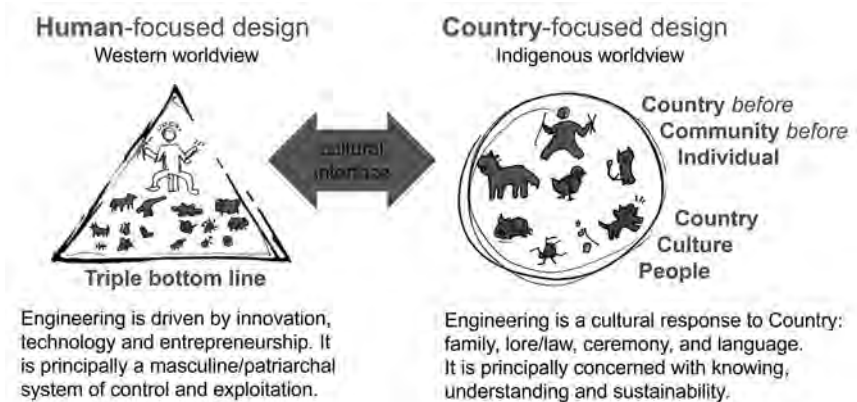 Human-focused design
Western worldview
Triple bottom line
Engineering is driven by innovation,
technology and entrepreneurship. It
is principally a masculine/patriarchal
system of control and exploitation.
cultural
interface
Country-focused design
Indigenous worldview
Country before
Community before
Individual
Country
Culture
People
Engineering is a cultural response to Country:
family, lore/law, ceremony, and language.
It is principally concerned with knowing,
understanding and sustainability.